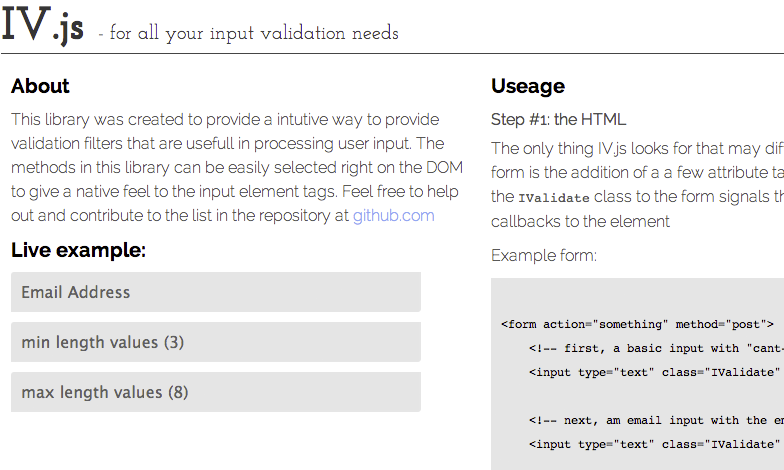 IV.js - for all your input validation needs
About
This library was created to provide a intutive way to provide
validation filters that are usefull in processing user input. The
methods in this library can be easily selected right on the DOM
to give a native feel to the input element tags. Feel free to help
out and contribute to the list in the repository at github.com
Live example:
Email Address
min length values (3)
max length values (8)
Useage
Step #1: the HTML
The only thing IV.js looks for that may dif
form is the addition of a a few attribute ta
the IValidate class to the form signals th
callbacks to the element
Example form:
<form action="something" method="post">
<!-- first, a basic input with "cant-
<input type="text" class="IValidate"
<!-- next, am email input with the em
<input type="text" class="IValidate"